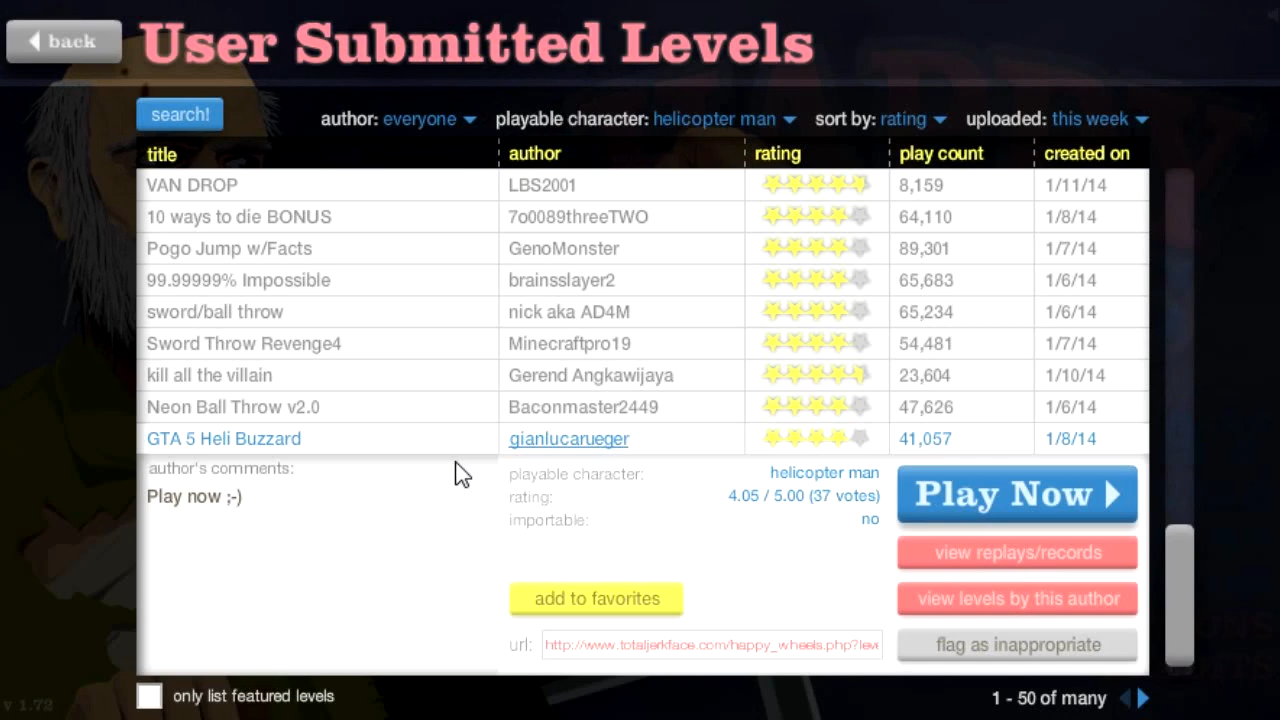 back
User Submitted Levels
search!
author: everyone playable character: helicopter man sort by: rating uploaded: this week
title author rating play count created on
VAN DROP LBS2001 8,159 1/11/14
10 ways to die BONUS 7o0089threeTWO 64,110 1/8/14
Pogo Jump w/Facts GenoMonster 89,301 1/7/14
99.99999% Impossible brainsslayer2 65,683 1/6/14
sword/ball throw nick aka AD4M 65,234 1/6/14
Sword Throw Revenge4 Minecraftpro19 54,481 1/7/14
kill all the villain Gerend Angkawijaya 23,604 1/10/14
Neon Ball Throw v2.0 Baconmaster2449 47,626 1/6/14
GTA 5 Heli Buzzard gianlucarueger 41,057 1/8/14
author's comments:
Play now ;-)
playable character: helicopter man
rating: 4.05 / 5.00 (37 votes)
importable: no
add to favorites
url: http://www.totaljerkface.com/happy_wheels.php?leve
Play Now
view replays/records
view levels by this author
flag as inappropriate
only list featured levels
1 - 50 of many
v 1.72